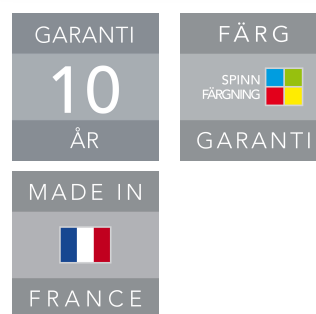 GARANTI
10
ÅR
FÄRG
SPINN
FÄRGNING
GARANTI
MADE IN
FRANCE